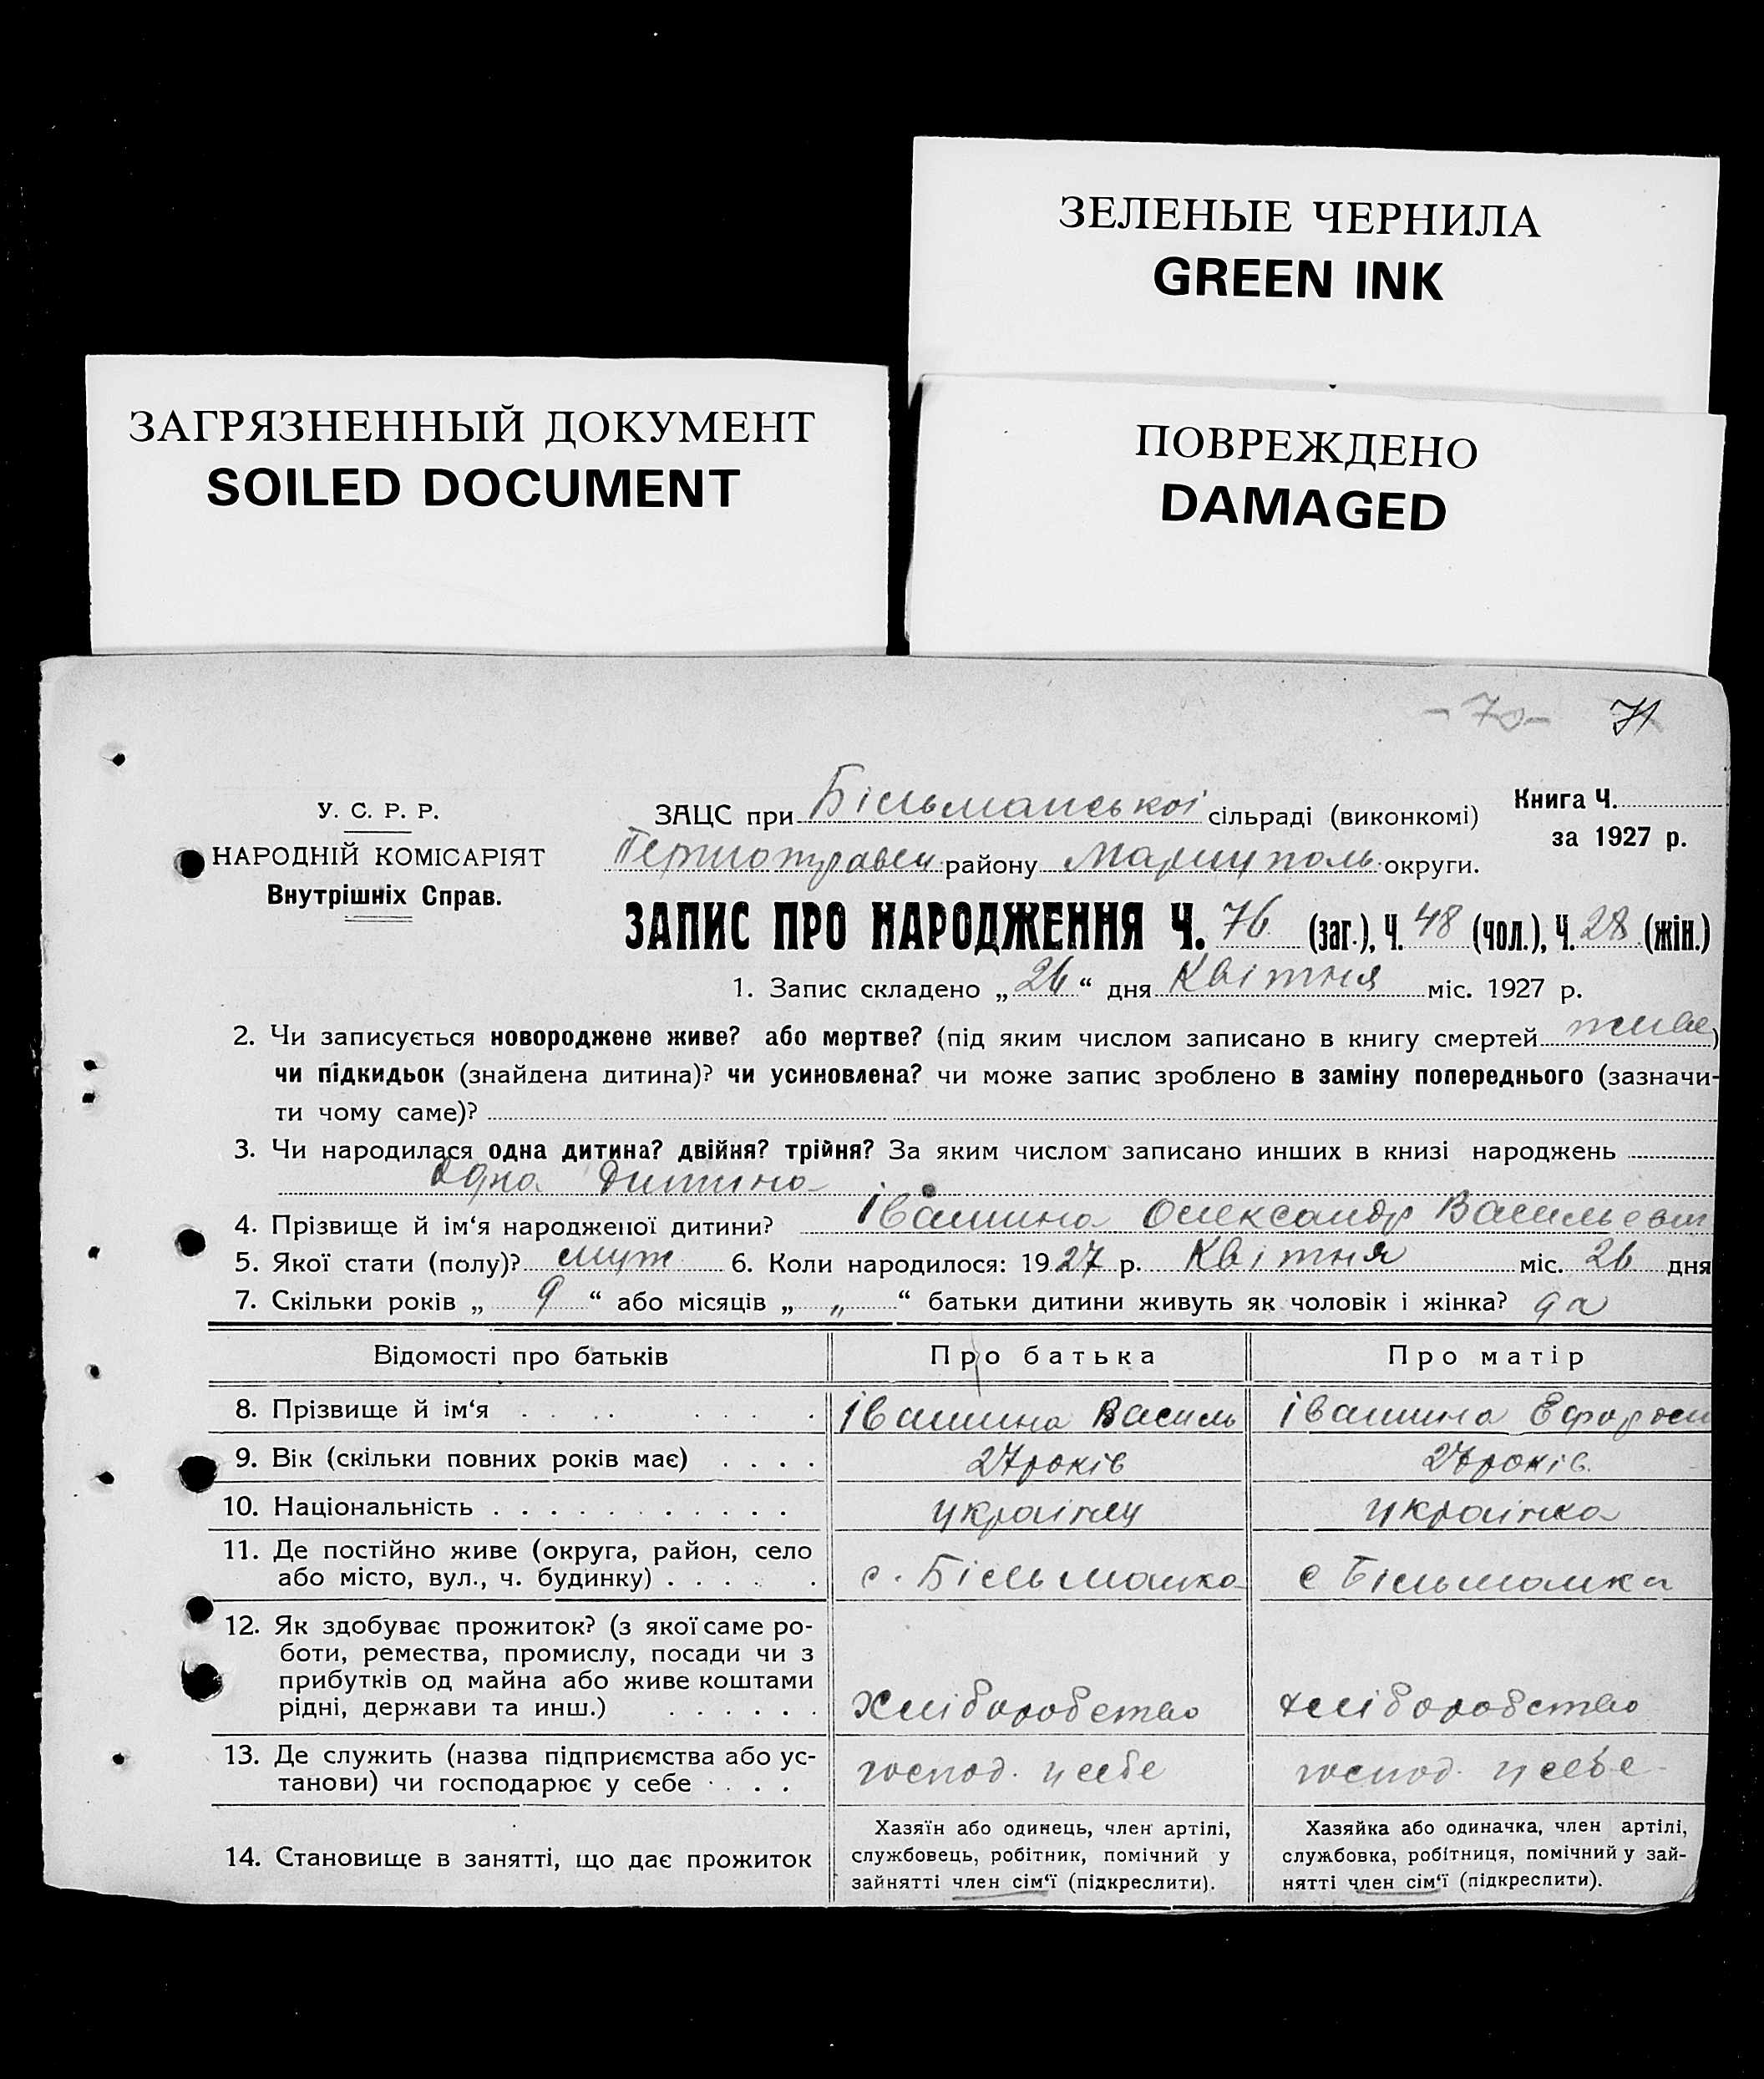 ЗЕЛЕНЫЕ ЧЕРНИЛА
GREEN INK
ЗАГРЯЗНЕННЫЙ ДОКУМЕНТ
SOILED DOCUMENT
ПОВРЕЖДЕНО
DAMAGED
-70- 71
У. С. Р. Р.
НАРОДНІЙ КОМІСАРІЯТ
Внутрішніх Справ.
ЗАЦС при Більманської сільраді (виконкомі)
Першотравен району Мариуполь округи.
Книга Ч.
за 1927 р.
ЗАПИС ПРО НАРОДЖЕННЯ Ч. 76 (заг.), Ч. 48 (чол.), Ч. 28 (жін.)
1. Запис складено „26“ дня Квітня міс. 1927 р.
2. Чи записується новороджене живе? або мертве? (під яким числом записано в книгу смертей живе)
чи підкидьок (знайдена дитина)? чи усиновлена? чи може запис зроблено в заміну попереднього (зазначи-
ти чому саме)?
3. Чи народилася одна дитина? двійня? трійня? За яким числом записано инших в книзі народжень
одна дитина
4. Прізвище й ім‘я народженої дитини? Івашина Олександр Васильевич
5. Якої стати (полу)? муж 6. Коли народилося: 1927 р. Квітня міс. 26 дня
7. Скільки років „ 9 “ або місяців „ „ “ батьки дитини живуть як чоловік і жінка? да
Відомості про батьків Про батька Про матір
8. Прізвище й ім‘я Івашина Василь Івашина Ефроси
9. Вік (скільки повних років має) 27 років 27 років
10. Національність українец українка
11. Де постійно живе (округа, район, село
або місто, вул., ч. будинку) с. Більманка с Більманка
12. Як здобуває прожиток? (з якої саме ро-
боти, ремества, промислу, посади чи з
прибутків од майна або живе коштами
рідні, держави та инш.) Хліборобство хліборобство
13. Де служить (назва підприємства або ус-
танови) чи господарює у себе господ. у себе господ. у себе
14. Становище в занятті, що дає прожиток
Хазяїн або одинець, член артілі,
службовець, робітник, помічний у
зайнятті член сім‘ї (підкреслити).
Хазяйка або одиначка, член артілі,
службовка, робітниця, помічний у зай-
нятті член сім‘ї (підкреслити).